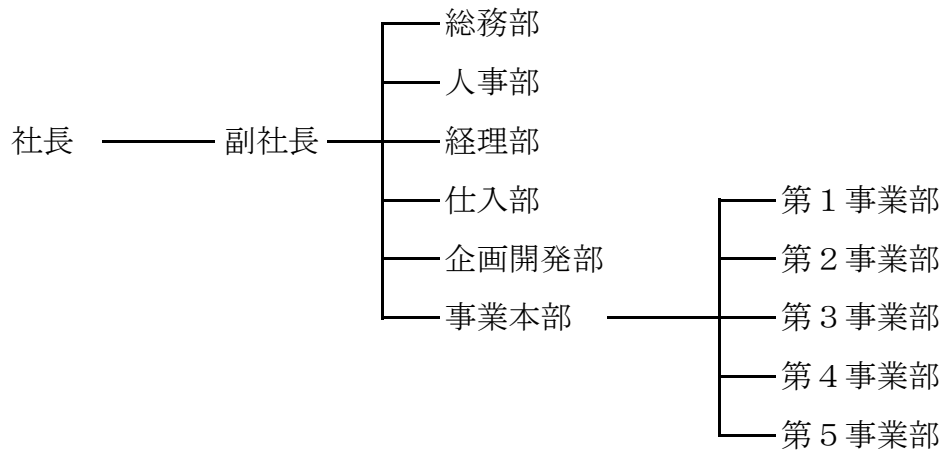 総務部
人事部
社長 副社長 経理部
仕入部 第１事業部
企画開発部 第２事業部
事業本部 第３事業部
第４事業部
第５事業部